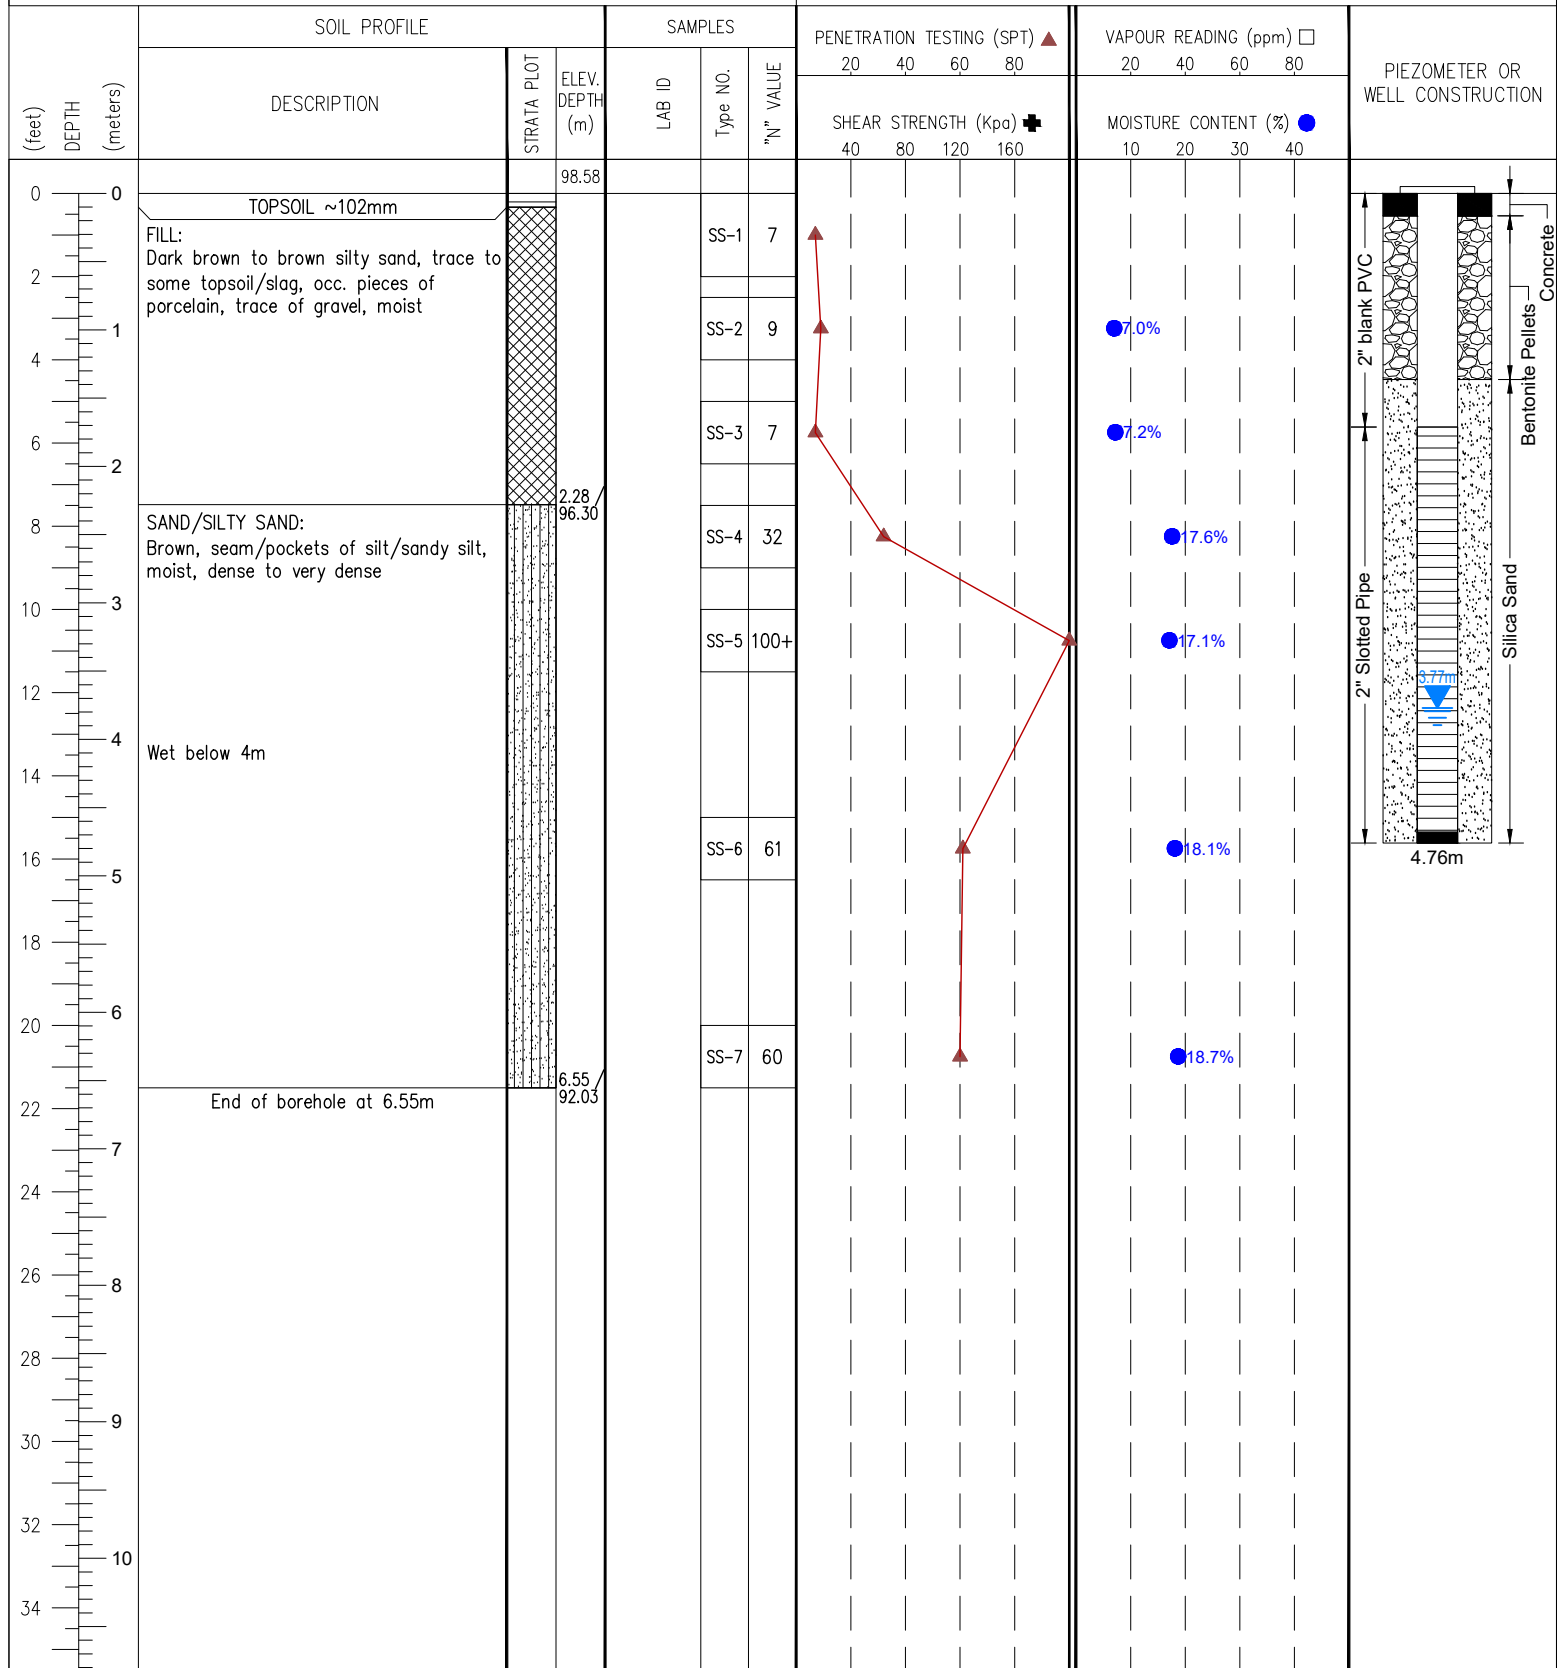 SOIL PROFILE
SAMPLES
PENETRATION TESTING (SPT)
20 40 60 80
SHEAR STRENGTH (Kpa)
40 80 120 160
VAPOUR READING (ppm)
20 40 60 80
MOISTURE CONTENT (%)
10 20 30 40
PIEZOMETER OR
WELL CONSTRUCTION
(feet)
DEPTH
(meters)
DESCRIPTION
STRATA PLOT
ELEV.
DEPTH
(m)
LAB ID
Type NO.
"N" VALUE
98.58
0 0
TOPSOIL ~102mm
FILL:
Dark brown to brown silty sand, trace to
some topsoil/slag, occ. pieces of
porcelain, trace of gravel, moist
SS-1 7
2
SS-2 9
7.0%
1
4
SS-3 7
7.2%
6
2
2.28
96.30
SAND/SILTY SAND:
Brown, seam/pockets of silt/sandy silt,
moist, dense to very dense
8
SS-4 32
17.6%
10
3
SS-5 100+
17.1%
12
4
Wet below 4m
14
SS-6 61
18.1%
16
5
18
6
20
SS-7 60
18.7%
6.55
92.03
End of borehole at 6.55m
22
7
24
26
8
28
9
30
32
10
34
Concrete
2" blank PVC
Bentonite Pellets
2" Slotted Pipe
Silica Sand
3.77m
4.76m